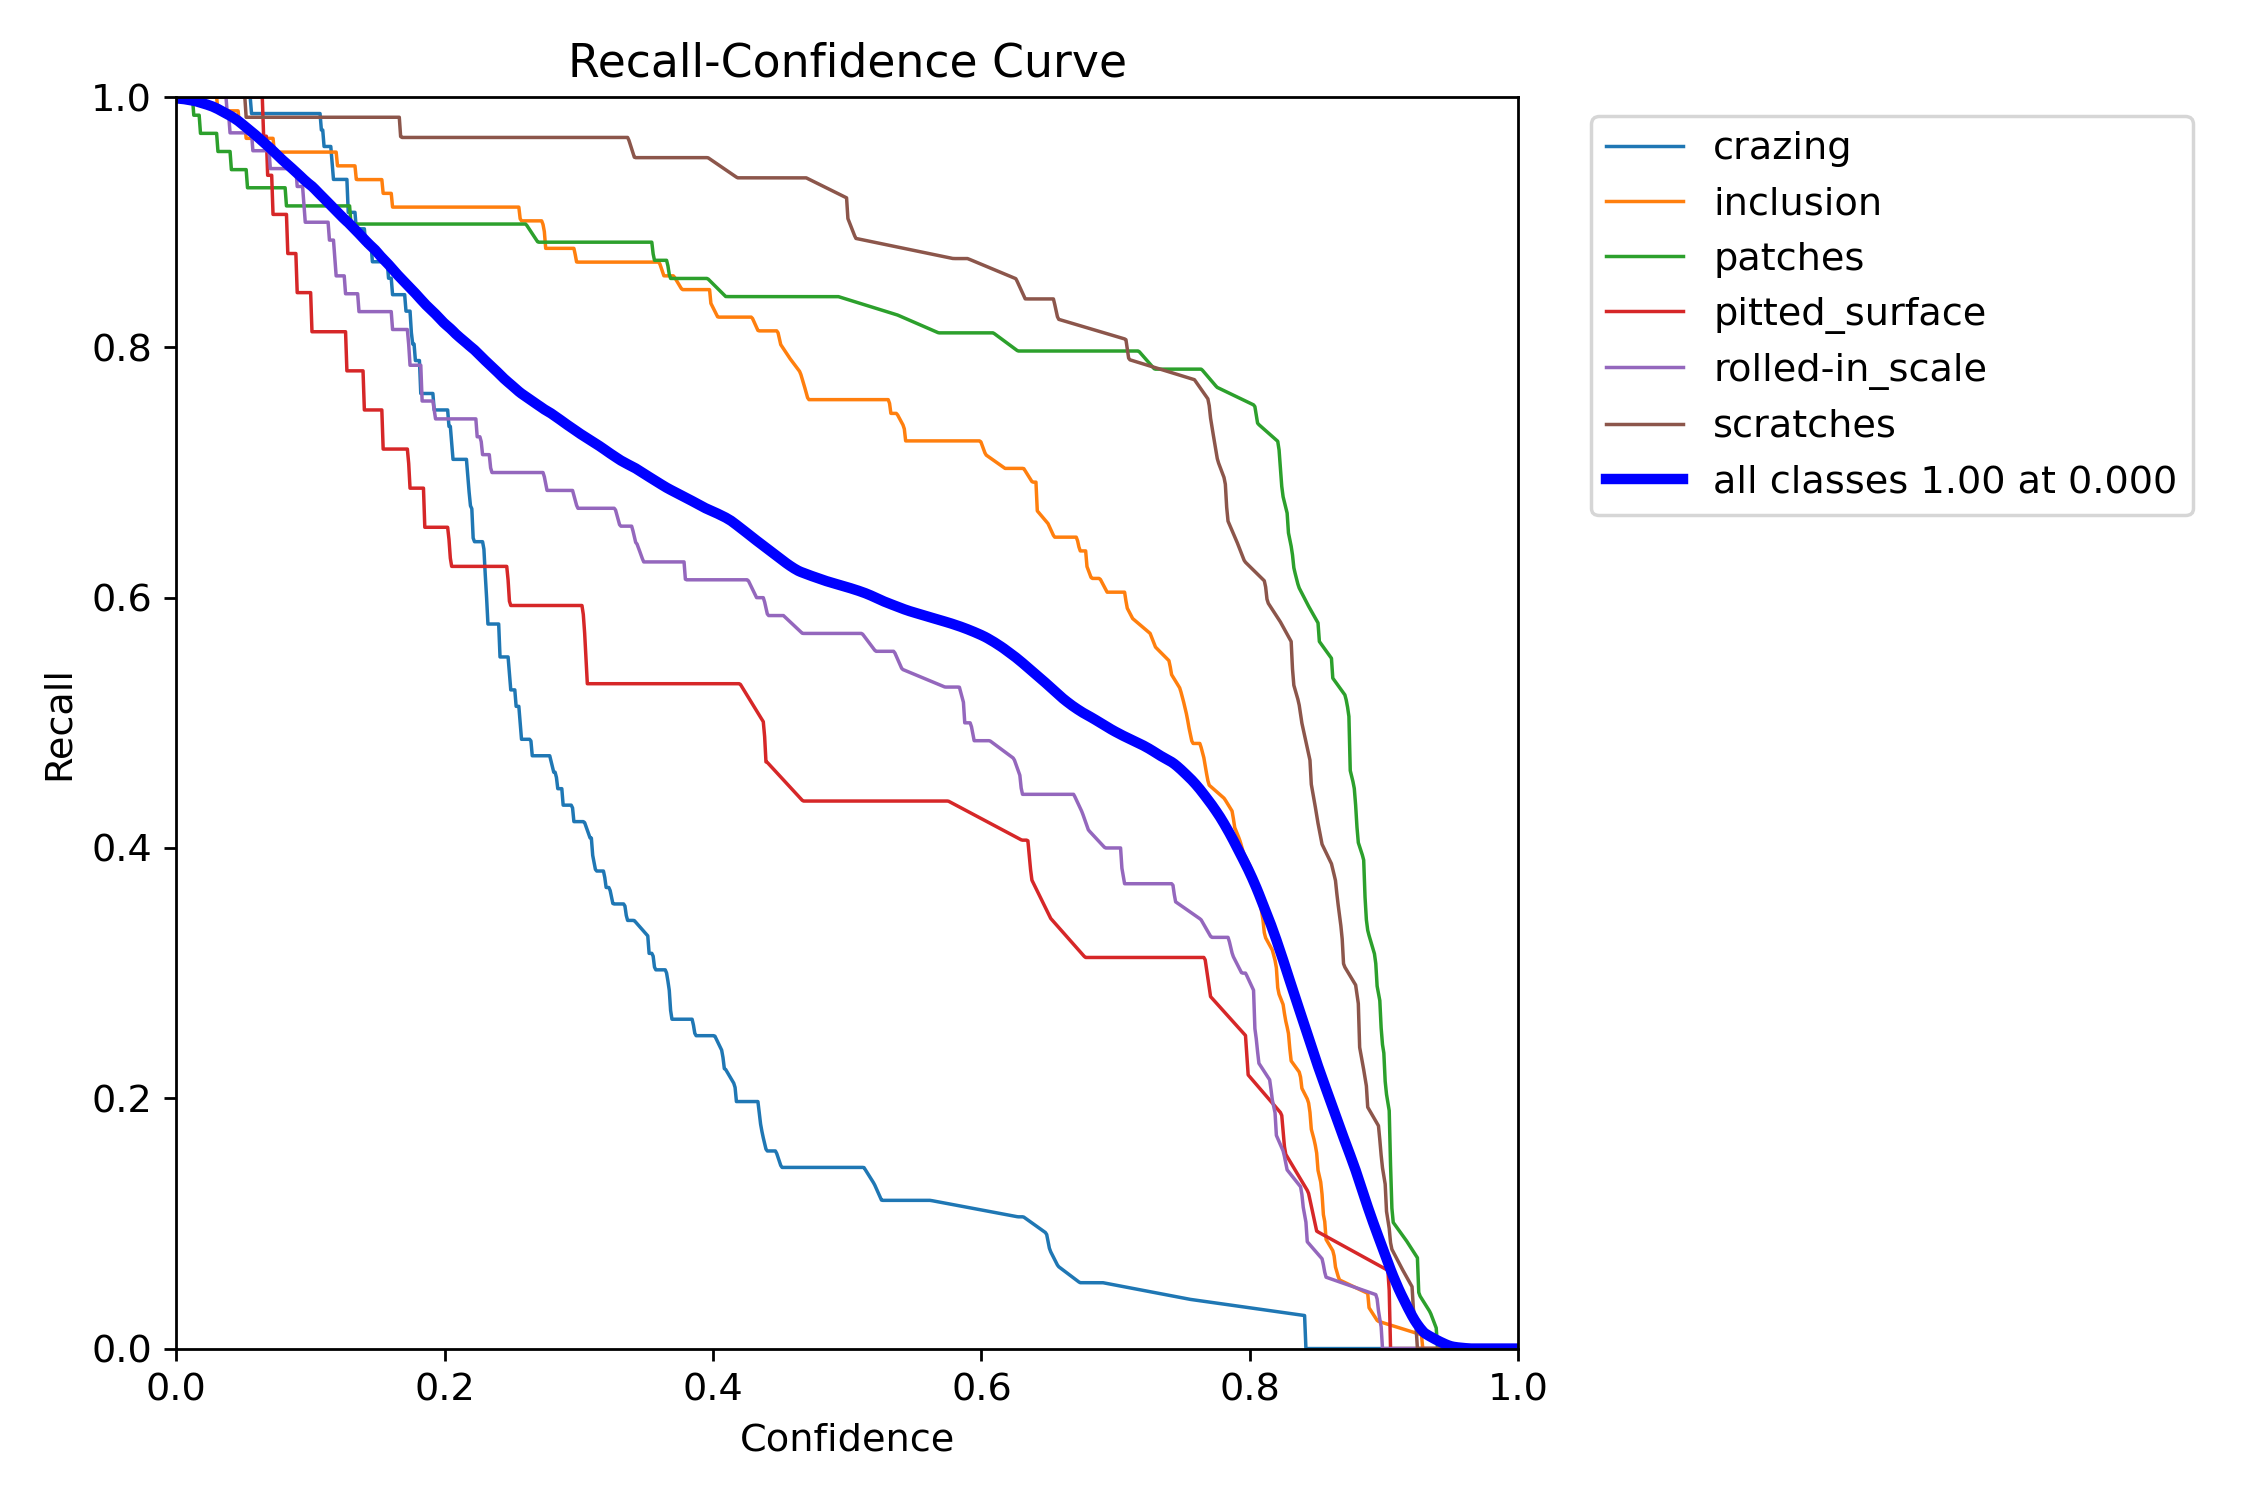 Recall-Confidence Curve
1.0
0.8
0.6
0.4
0.2
0.0
Recall
0.0 0.2 0.4 0.6 0.8 1.0
Confidence
crazing
inclusion
patches
pitted_surface
rolled-in_scale
scratches
all classes 1.00 at 0.000